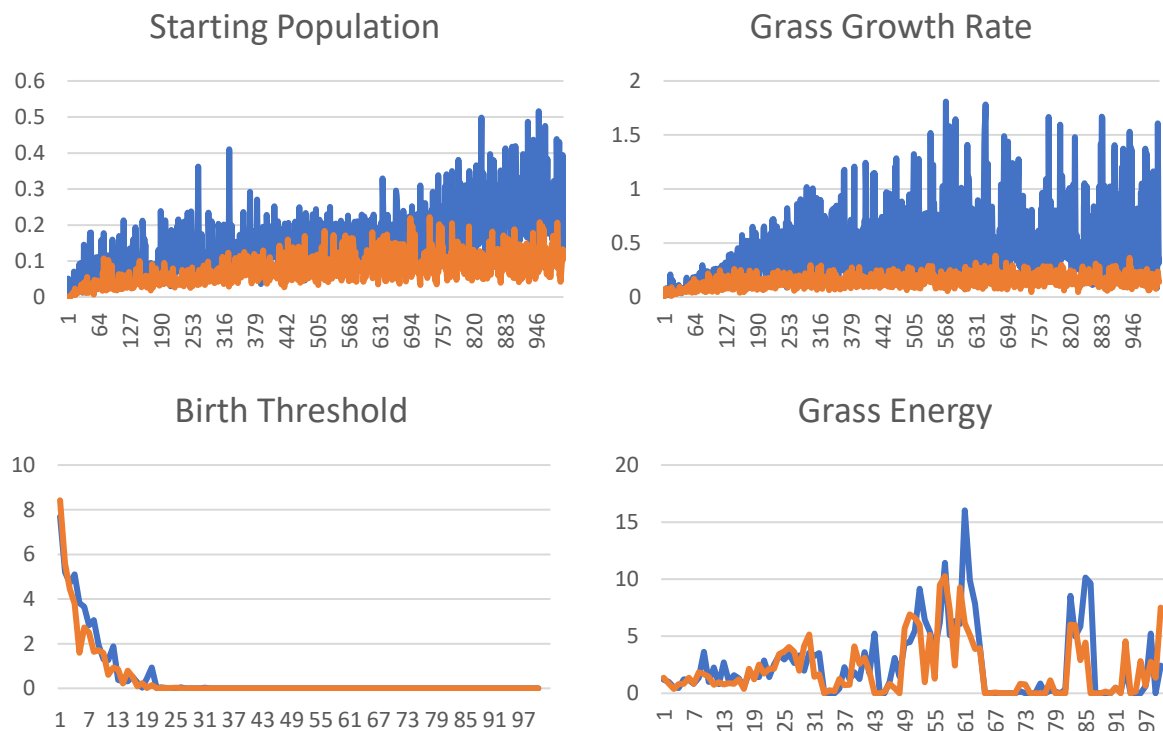 Starting Population
0.6
0.5
0.4
0.3
0.2
0.1
0
1 64 127 190 253 316 379 442 505 568 631 694 757 820 883 946
Grass Growth Rate
2
1.5
1
0.5
0
1 64 127 190 253 316 379 442 505 568 631 694 757 820 883 946
Birth Threshold
10
8
6
4
2
0
1 7 13 19 25 31 37 43 49 55 61 67 73 79 85 91 97
Grass Energy
20
15
10
5
0
1 7 13 19 25 31 37 43 49 55 61 67 73 79 85 91 97